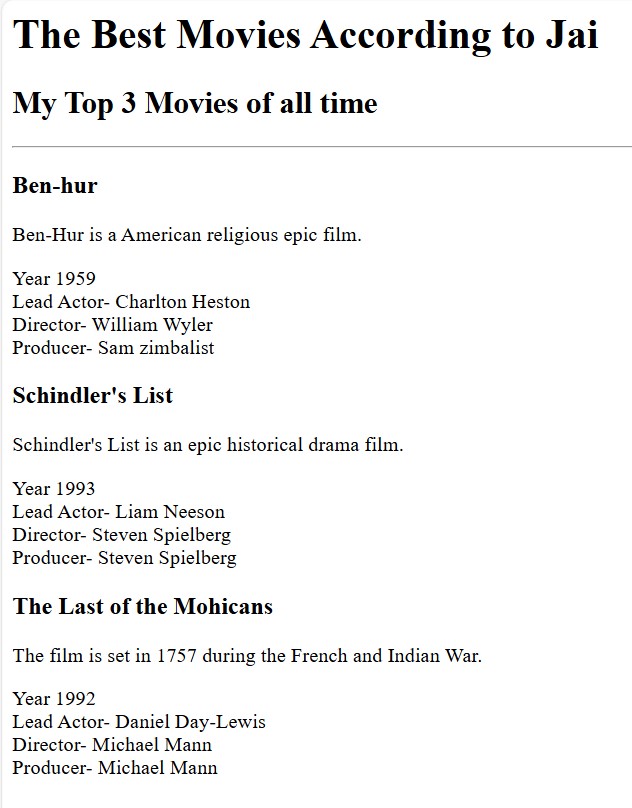 The Best Movies According to Jai
My Top 3 Movies of all time
Ben-hur
Ben-Hur is a American religious epic film.
Year 1959
Lead Actor- Charlton Heston
Director- William Wyler
Producer- Sam zimbalist
Schindler's List
Schindler's List is an epic historical drama film.
Year 1993
Lead Actor- Liam Neeson
Director- Steven Spielberg
Producer- Steven Spielberg
The Last of the Mohicans
The film is set in 1757 during the French and Indian War.
Year 1992
Lead Actor- Daniel Day-Lewis
Director- Michael Mann
Producer- Michael Mann